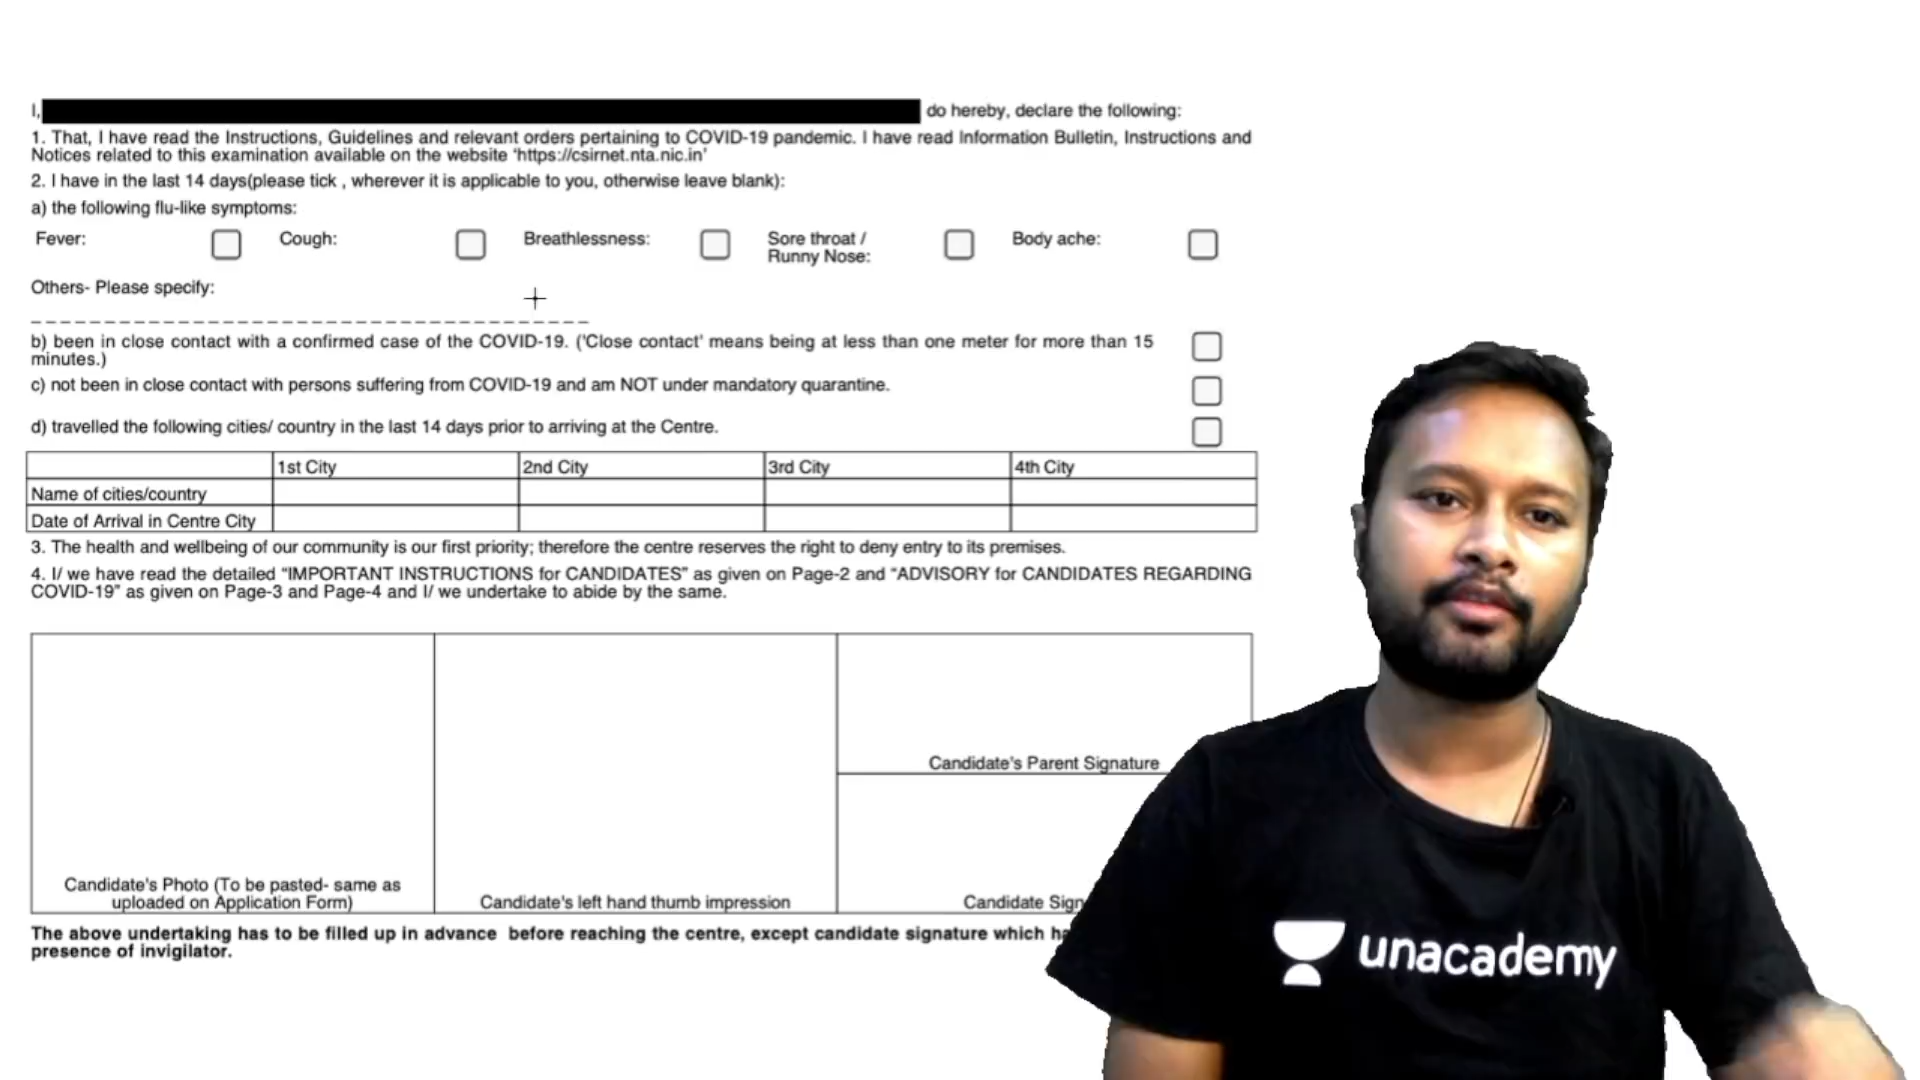 I, do hereby, declare the following:
1. That, I have read the Instructions, Guidelines and relevant orders pertaining to COVID-19 pandemic. I have read Information Bulletin, Instructions and
Notices related to this examination available on the website ‘https://csirnet.nta.nic.in’
2. I have in the last 14 days(please tick , wherever it is applicable to you, otherwise leave blank):
a) the following flu-like symptoms:
Fever: Cough: Breathlessness: Sore throat / Body ache:
Runny Nose:
Others- Please specify:
b) been in close contact with a confirmed case of the COVID-19. ('Close contact' means being at less than one meter for more than 15
minutes.)
c) not been in close contact with persons suffering from COVID-19 and am NOT under mandatory quarantine.
d) travelled the following cities/ country in the last 14 days prior to arriving at the Centre.
1st City 2nd City 3rd City 4th City
Name of cities/country
Date of Arrival in Centre City
3. The health and wellbeing of our community is our first priority; therefore the centre reserves the right to deny entry to its premises.
4. I/ we have read the detailed “IMPORTANT INSTRUCTIONS for CANDIDATES” as given on Page-2 and “ADVISORY for CANDIDATES REGARDING
COVID-19” as given on Page-3 and Page-4 and I/ we undertake to abide by the same.
Candidate's Parent Signature
Candidate's Photo (To be pasted- same as
uploaded on Application Form)
Candidate's left hand thumb impression
Candidate Sign
The above undertaking has to be filled up in advance before reaching the centre, except candidate signature which
presence of invigilator.
unacademy